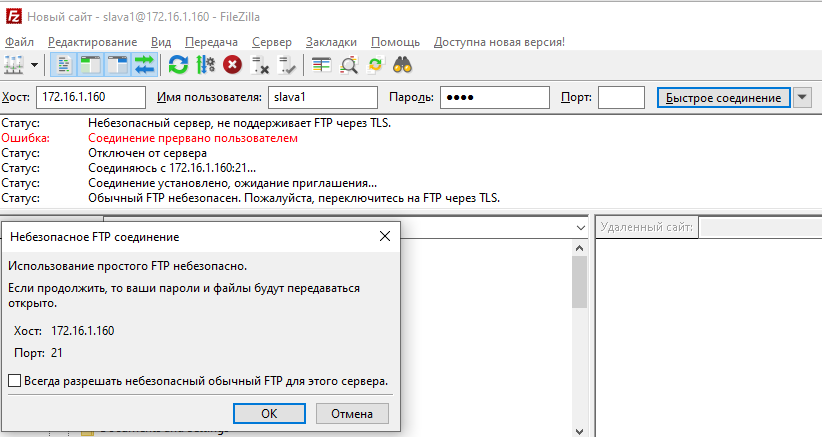 Новый сайт - slava1@172.16.1.160 - FileZilla
Файл Редактирование Вид Передача Сервер Закладки Помощь Доступна новая версия!
Хост: 172.16.1.160 Имя пользователя: slava1 Пароль: ●●●● Порт: Быстрое соединение
Статус: Небезопасный сервер, не поддерживает FTP через TLS.
Ошибка: Соединение прервано пользователем
Статус: Отключен от сервера
Статус: Соединяюсь с 172.16.1.160:21...
Статус: Соединение установлено, ожидание приглашения...
Статус: Обычный FTP небезопасен. Пожалуйста, переключитесь на FTP через TLS.
Удаленный сайт:
Небезопасное FTP соединение
Использование простого FTP небезопасно.
Если продолжить, то ваши пароли и файлы будут передаваться
открыто.
Хост: 172.16.1.160
Порт: 21
Всегда разрешать небезопасный обычный FTP для этого сервера.
OK Отмена
Documents and Settings